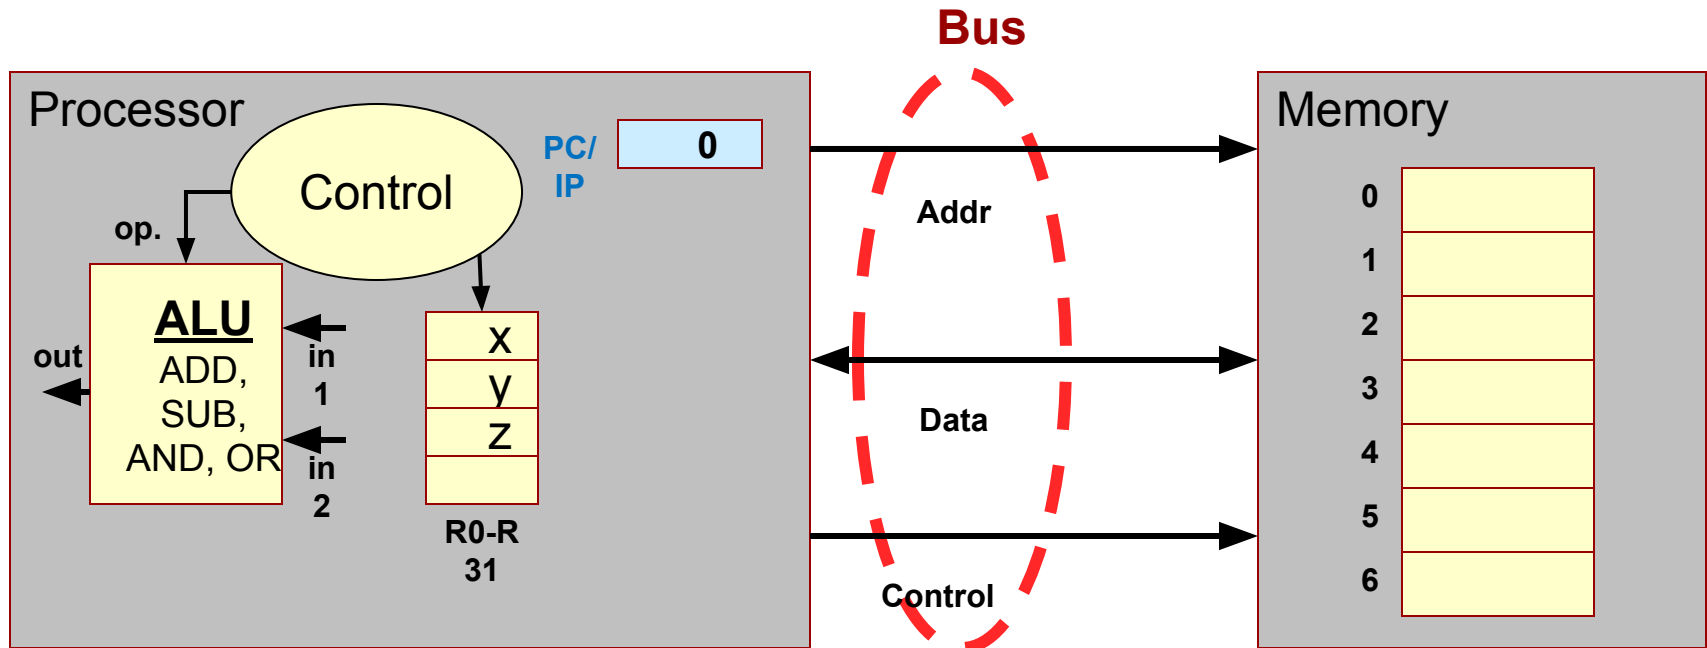 Bus
Processor
Control
PC/
IP
0
op.
ALU
ADD,
SUB,
AND, OR
out
in
1
in
2
x
y
z
R0-R
31
Addr
Data
Control
Memory
0
1
2
3
4
5
6